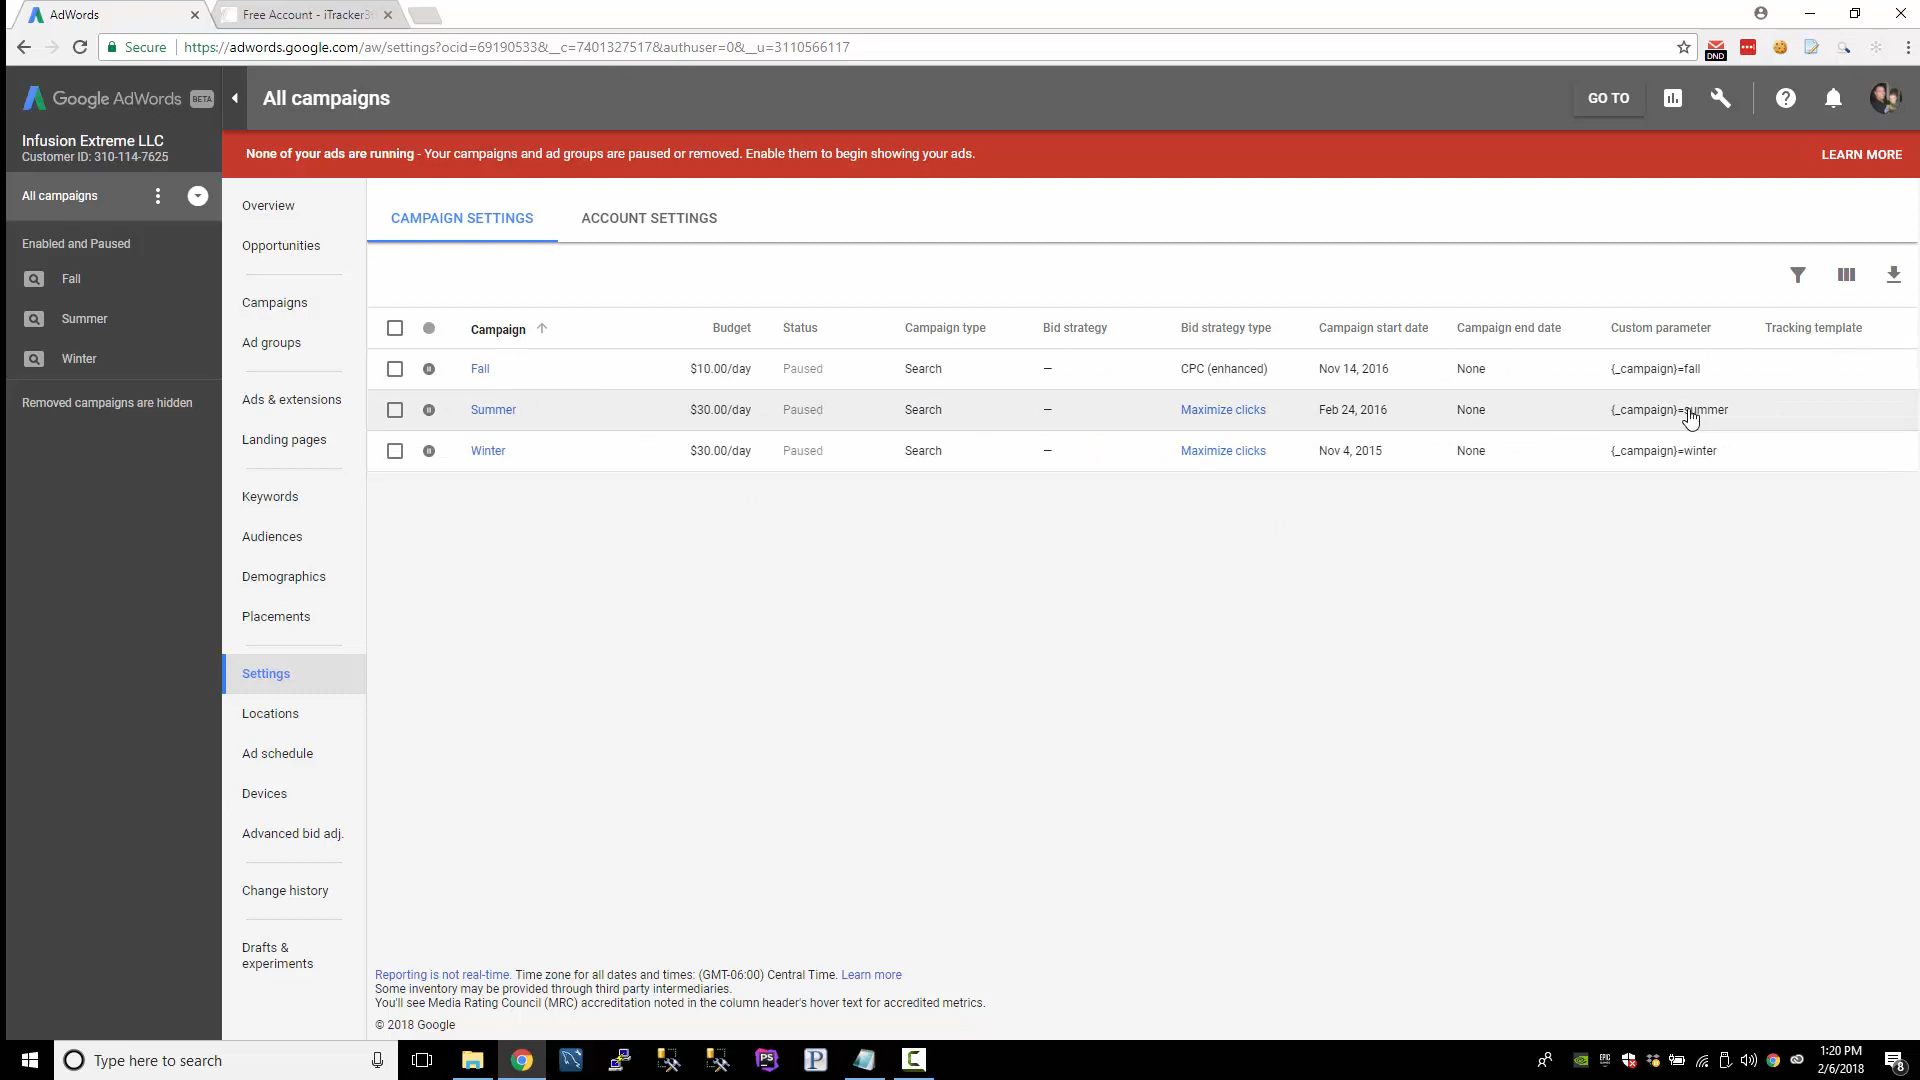 AdWords
Free Account - iTracker3
Secure
https://adwords.google.com/aw/settings?ocid=69190533&__c=7401327517&authuser=0&__u=3110566117
DND
Google AdWords BETA
All campaigns
GO TO
Infusion Extreme LLC
Customer ID: 310-114-7625
None of your ads are running - Your campaigns and ad groups are paused or removed. Enable them to begin showing your ads.
LEARN MORE
All campaigns
Enabled and Paused
Fall
Summer
Winter
Removed campaigns are hidden
Overview
Opportunities
Campaigns
Ad groups
Ads & extensions
Landing pages
Keywords
Audiences
Demographics
Placements
Settings
Locations
Ad schedule
Devices
Advanced bid adj.
Change history
Drafts &
experiments
CAMPAIGN SETTINGS ACCOUNT SETTINGS
Campaign Budget Status Campaign type Bid strategy Bid strategy type Campaign start date Campaign end date Custom parameter Tracking template
Fall $10.00/day Paused Search — CPC (enhanced) Nov 14, 2016 None {_campaign}=fall
Summer $30.00/day Paused Search — Maximize clicks Feb 24, 2016 None {_campaign}=summer
Winter $30.00/day Paused Search — Maximize clicks Nov 4, 2015 None {_campaign}=winter
Reporting is not real-time. Time zone for all dates and times: (GMT-06:00) Central Time. Learn more
Some inventory may be provided through third party intermediaries.
You'll see Media Rating Council (MRC) accreditation noted in the column header's hover text for accredited metrics.
© 2018 Google
Type here to search
PS
P
C
1:20 PM
2/6/2018
8